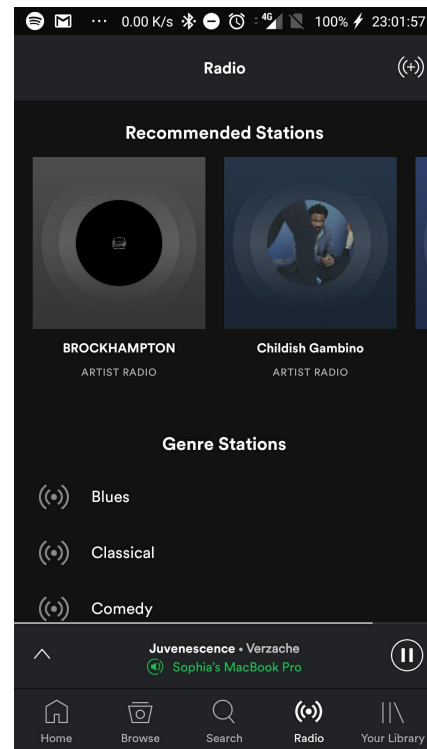 ... 0.00 K/s 4G 100% 23:01:57
Radio
Recommended Stations
BROCKHAMPTON
Childish Gambino
ARTIST RADIO
ARTIST RADIO
Genre Stations
Blues
Classical
Comedy
Juvenescence • Verzache
Sophia's MacBook Pro
Home Browse Search Radio Your Library